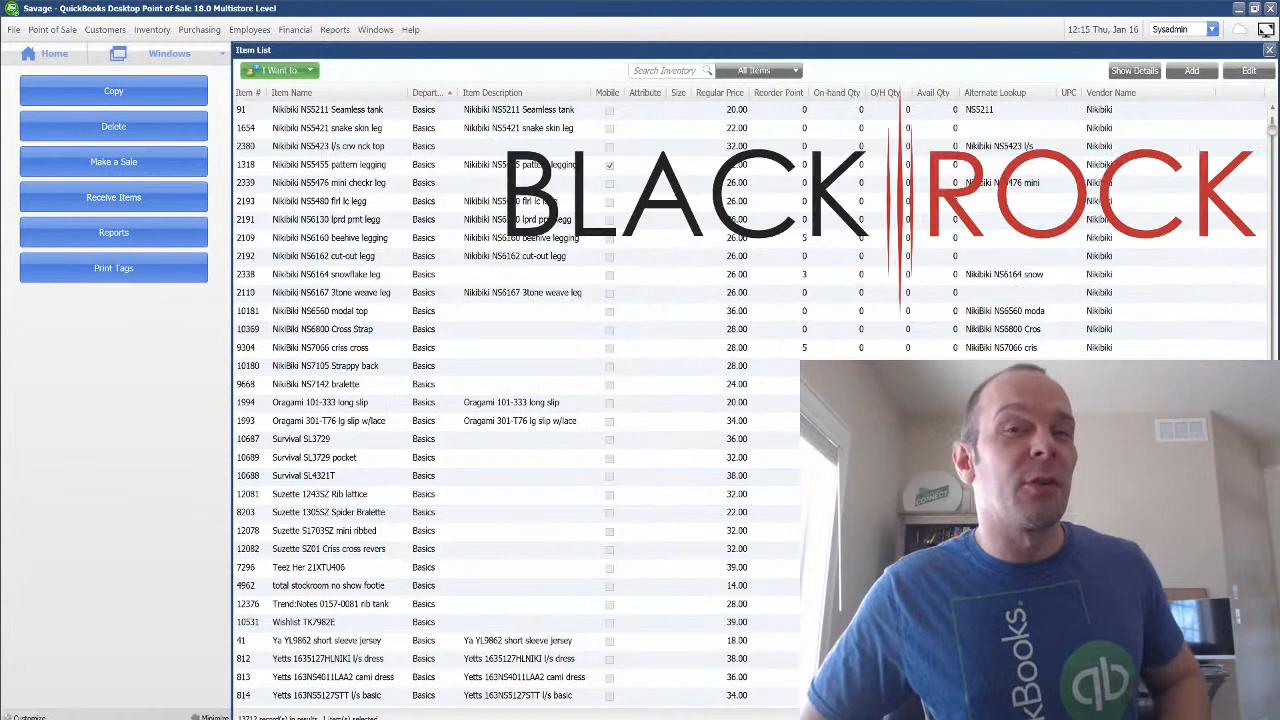 Savage - QuickBooks Desktop Point of Sale 18.0 Multistore Level
File Point of Sale Customers Inventory Purchasing Employees Financial Reports Windows Help 12:15 Thu, Jan 16 Sysadmin
Home Windows
Item List
I Want to Search Inventory All Items Show Details Add Edit
Copy
Delete
Make a Sale
Receive Items
Reports
Print Tags
Item # Item Name Depart... Item Description Mobile Attribute Size Regular Price Reorder Point On-hand Qty O/H Qty Avail Qty Alternate Lookup UPC Vendor Name
91 Nikibiki NS5211 Seamless tank Basics Nikibiki NS5211 Seamless tank 20.00 0 0 0 0 NS5211 Nikibiki
1654 Nikibiki NS5421 snake skin leg Basics Nikibiki NS5421 snake skin leg 22.00 0 0 0 0 Nikibiki
2380 Nikibiki NS5423 l/s crw nck top Basics 32.00 0 0 0 0 Nikibiki NS5423 l/s Nikibiki
1318 Nikibiki NS5455 pattern legging Basics
2339 Nikibiki NS5476 mini checkr leg Basics
2193 Nikibiki NS5480 flrl lc leg Basics
2191 Nikibiki NS6130 lprd prnt legg Basics
2109 Nikibiki NS6160 beehive legging Basics Nikibiki NS6160 beehive legging 26.00 5 0 0 0 Nikibiki
2192 Nikibiki NS6162 cut-out legg Basics Nikibiki NS6162 cut-out legg 26.00 0 0 0 0 Nikibiki
2338 Nikibiki NS6164 snowflake leg Basics 26.00 3 0 0 0 Nikibiki NS6164 snow Nikibiki
2110 Nikibiki NS6167 3tone weave leg Basics Nikibiki NS6167 3tone weave leg 26.00 0 0 0 0 Nikibiki
10181 NikiBiki NS6560 modal top Basics 36.00 0 0 0 0 NikiBiki NS6560 moda Nikibiki
10369 NikiBiki NS6800 Cross Strap Basics 28.00 0 0 0 0 NikiBiki NS6800 Cros Nikibiki
9304 NikiBiki NS7066 criss cross Basics 28.00 5 0 0 0 NikiBiki NS7066 cris Nikibiki
10180 NikiBiki NS7105 Strappy back Basics 28.00
9668 NikiBiki NS7142 bralette Basics 24.00
1994 Oragami 101-333 long slip Basics Oragami 101-333 long slip 20.00
1993 Oragami 301-T76 lg slip w/lace Basics Oragami 301-T76 lg slip w/lace 34.00
10687 Survival SL3729 Basics 36.00
10689 Survival SL3729 pocket Basics 32.00
10688 Survival SL4321T Basics 38.00
12081 Suzette 1243SZ Rib lattice Basics 32.00
8203 Suzette 1305SZ Spider Bralette Basics 22.00
12078 Suzette S1703SZ mini ribbed Basics 32.00
12082 Suzette SZ01 Criss cross revers Basics 32.00
7296 Teez Her 21XTU406 Basics 39.00
4962 total stockroom no show footie Basics 14.00
12376 Trend:Notes 0157-0081 rib tank Basics 28.00
10531 Wishlist TK7982E Basics 39.00
41 Ya YL9862 short sleeve jersey Basics Ya YL9862 short sleeve jersey 18.00
812 Yetts 1635127HLNIKI l/s dress Basics Yetts 1635127HLNIKI l/s dress 38.00
813 Yetts 163NS4011LAA2 cami dress Basics Yetts 163NS4011LAA2 cami dress 36.00
814 Yetts 163NS5127STT l/s basic Basics Yetts 163NS5127STT l/s basic 34.00
Customize Minimize 13712 record(s) in results, 1 item(s) selected
BLACK ROCK
CONNECT
kBooks.
qb